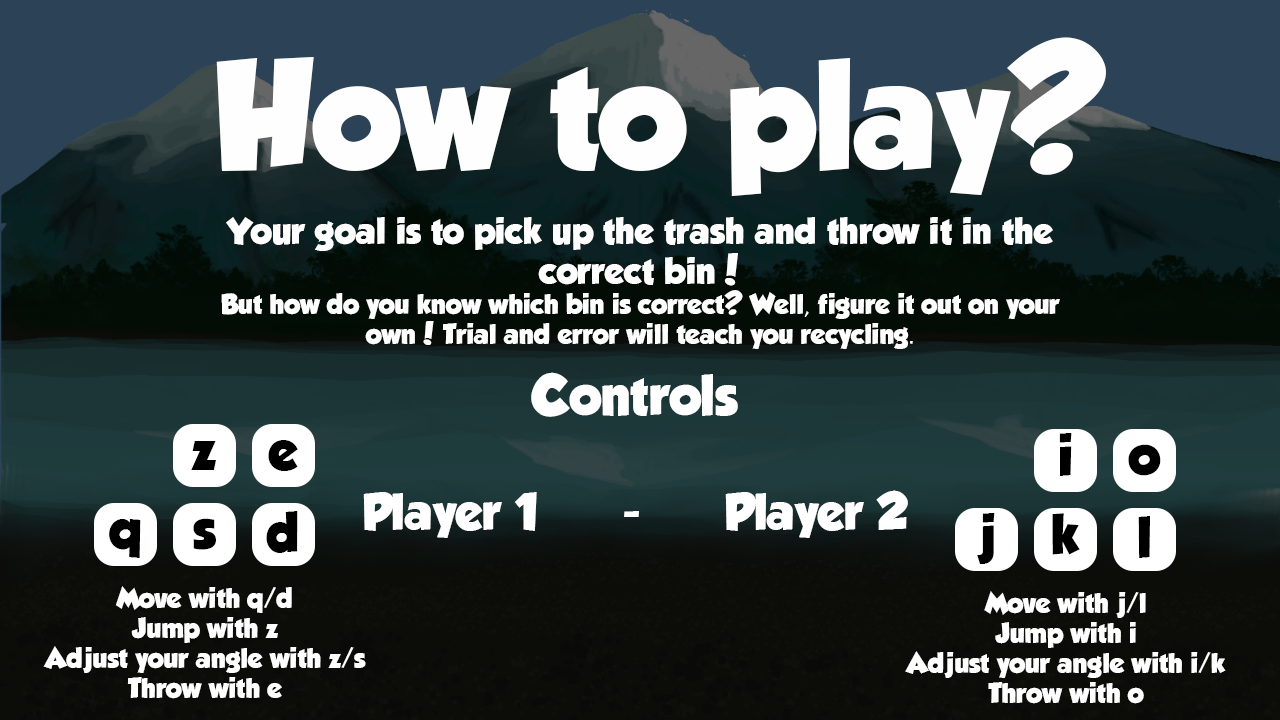 How to play?
Your goal is to pick up the trash and throw it in the
correct bin!
But how do you know which bin is correct? Well, figure it out on your
own! Trial and error will teach you recycling.
Controls
z e
q s d
Player 1 - Player 2
i o
j k l
Move with q/d
Jump with z
Adjust your angle with z/s
Throw with e
Move with j/l
Jump with i
Adjust your angle with i/k
Throw with o